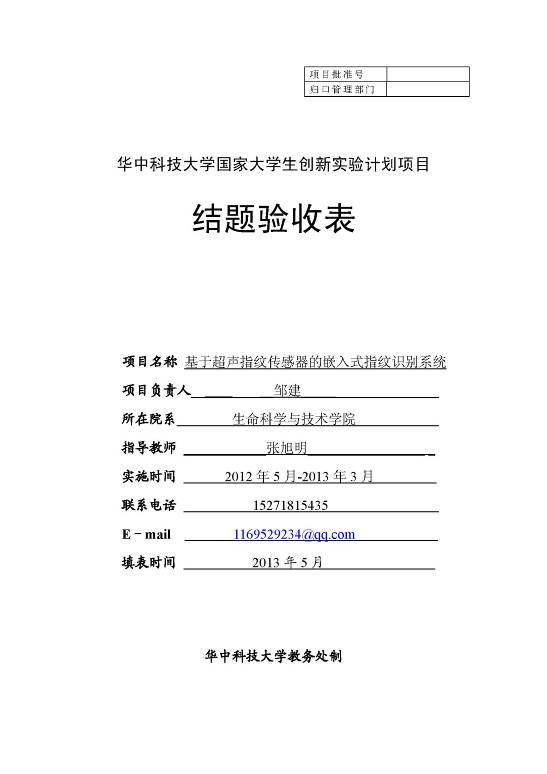 项目批准号
归口管理部门
华中科技大学国家大学生创新实验计划项目
结题验收表
项目名称 基于超声指纹传感器的嵌入式指纹识别系统
项目负责人 邹建
所在院系 生命科学与技术学院
指导教师 张旭明
实施时间 2012 年 5 月-2013 年 3 月
联系电话 15271815435
E－mail 1169529234@qq.com
填表时间 2013 年 5 月
华中科技大学教务处制